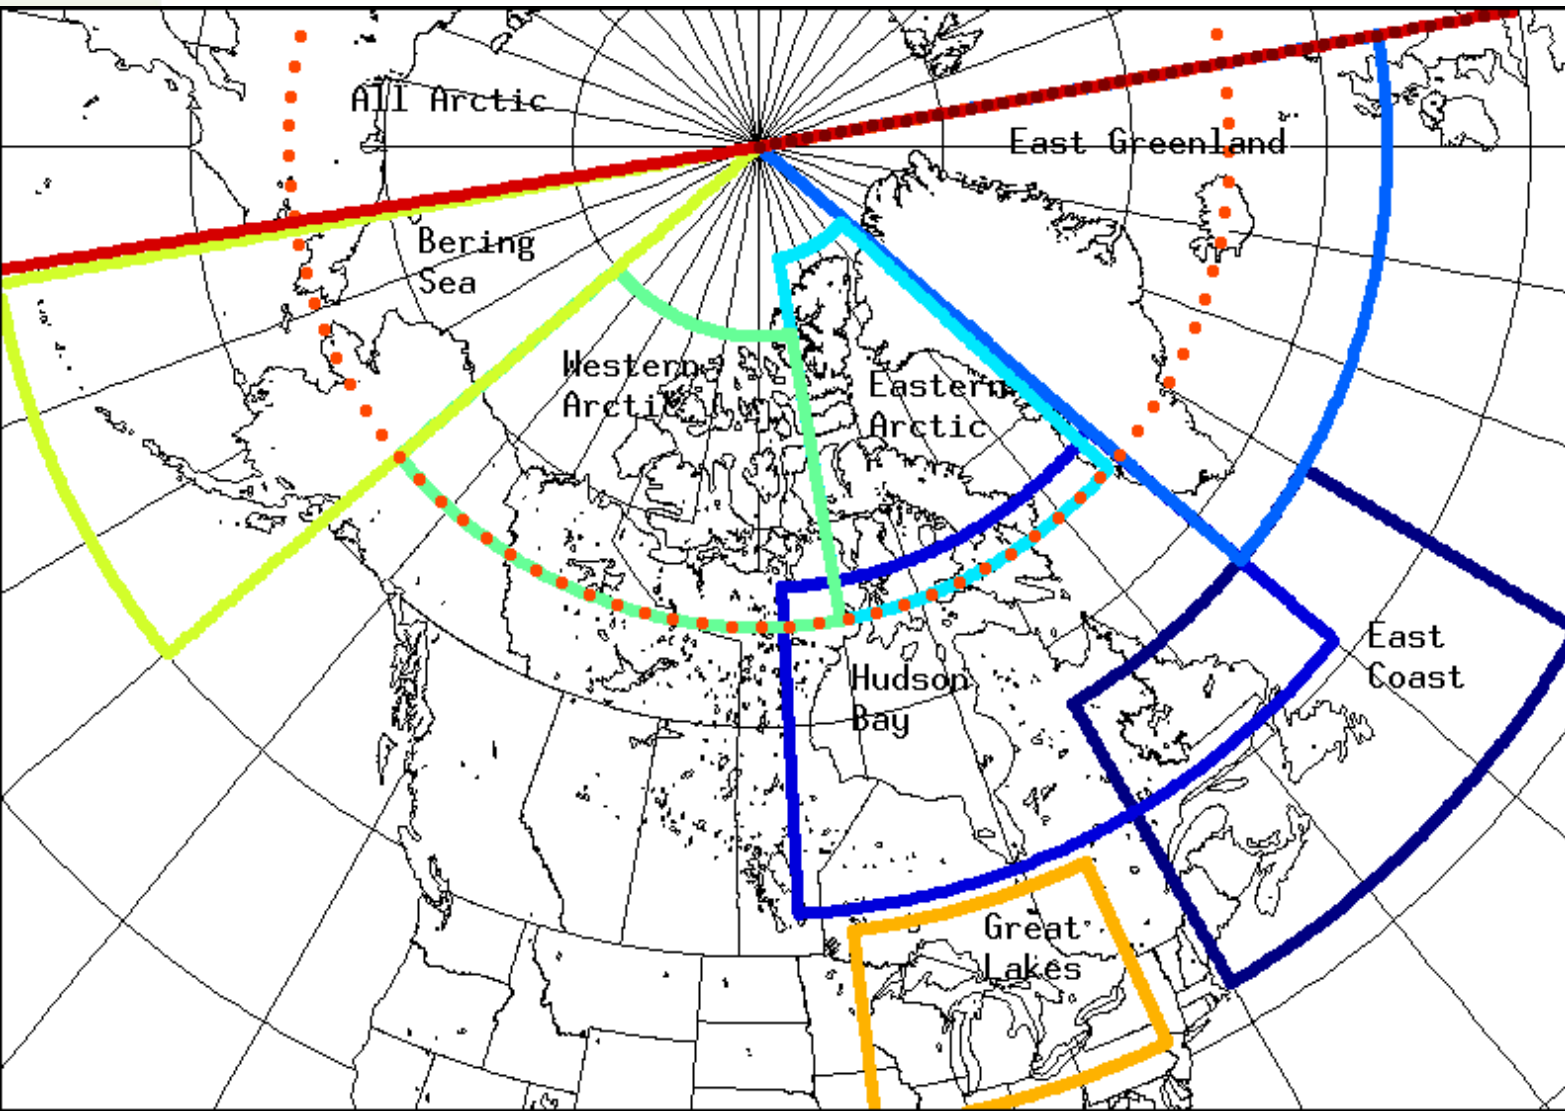 All Arctic
East Greenland
Bering
Sea
Western
Arctic
Eastern
Arctic
East
Coast
Hudson
Bay
Great
Lakes